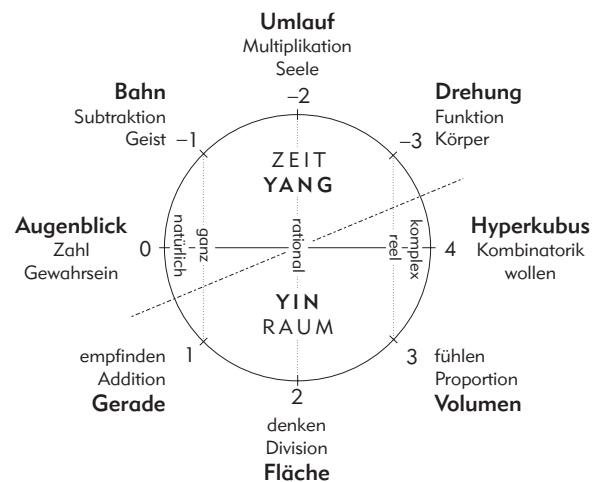 Umlauf
Multiplikation
Seele
–2
Bahn
Subtraktion
Geist –1
Drehung
–3 Funktion
Körper
ZEIT
YANG
Augenblick
Zahl
Gewahrsein
0
natürlich
ganz
rational
reel
komplex
4
Hyperkubus
Kombinatorik
wollen
YIN
RAUM
empfinden 1
Addition
Gerade
3 fühlen
Proportion
Volumen
2
denken
Division
Fläche